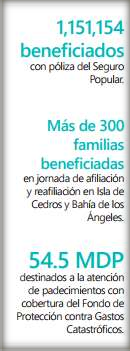 1,151,154
beneficiados
con póliza del Seguro
Popular.
Más de 300
familias
beneficiadas
en jornada de afiliación
y reafiliación en Isla de
Cedros y Bahía de los
Ángeles.
54.5 MDP
destinados a la atención
de padecimientos con
cobertura del Fondo de
Protección contra Gastos
Catastróficos.